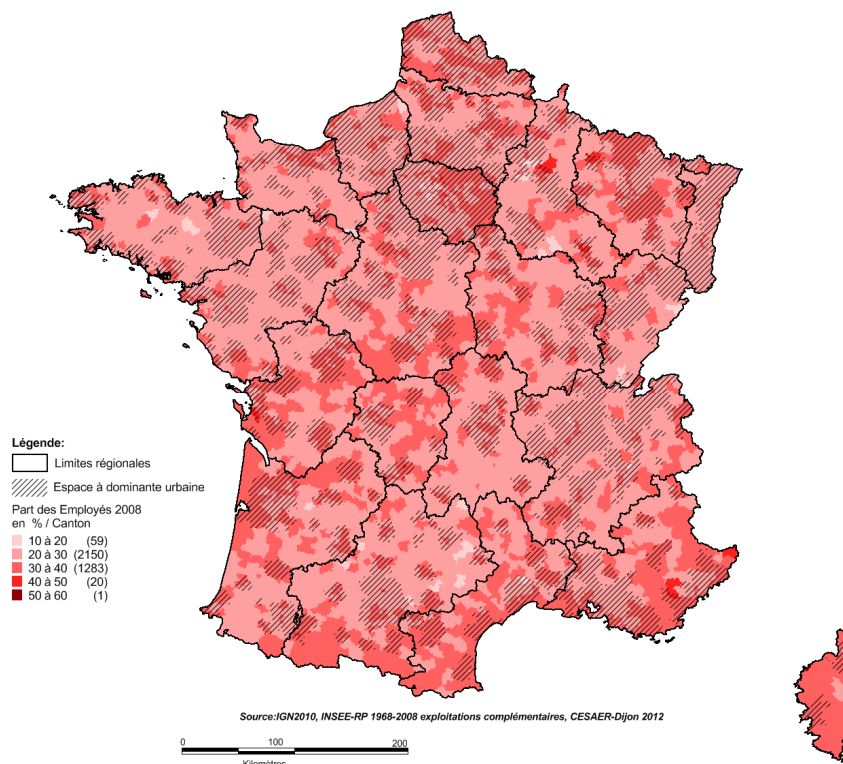 Légende:
Limites régionales
Espace à dominante urbaine
Part des Employés 2008
en % / Canton
10 à 20 (59)
20 à 30 (2150)
30 à 40 (1283)
40 à 50 (20)
50 à 60 (1)
Source:IGN2010, INSEE-RP 1968-2008 exploitations complémentaires, CESAER-Dijon 2012
0 100 200
Kilomètres